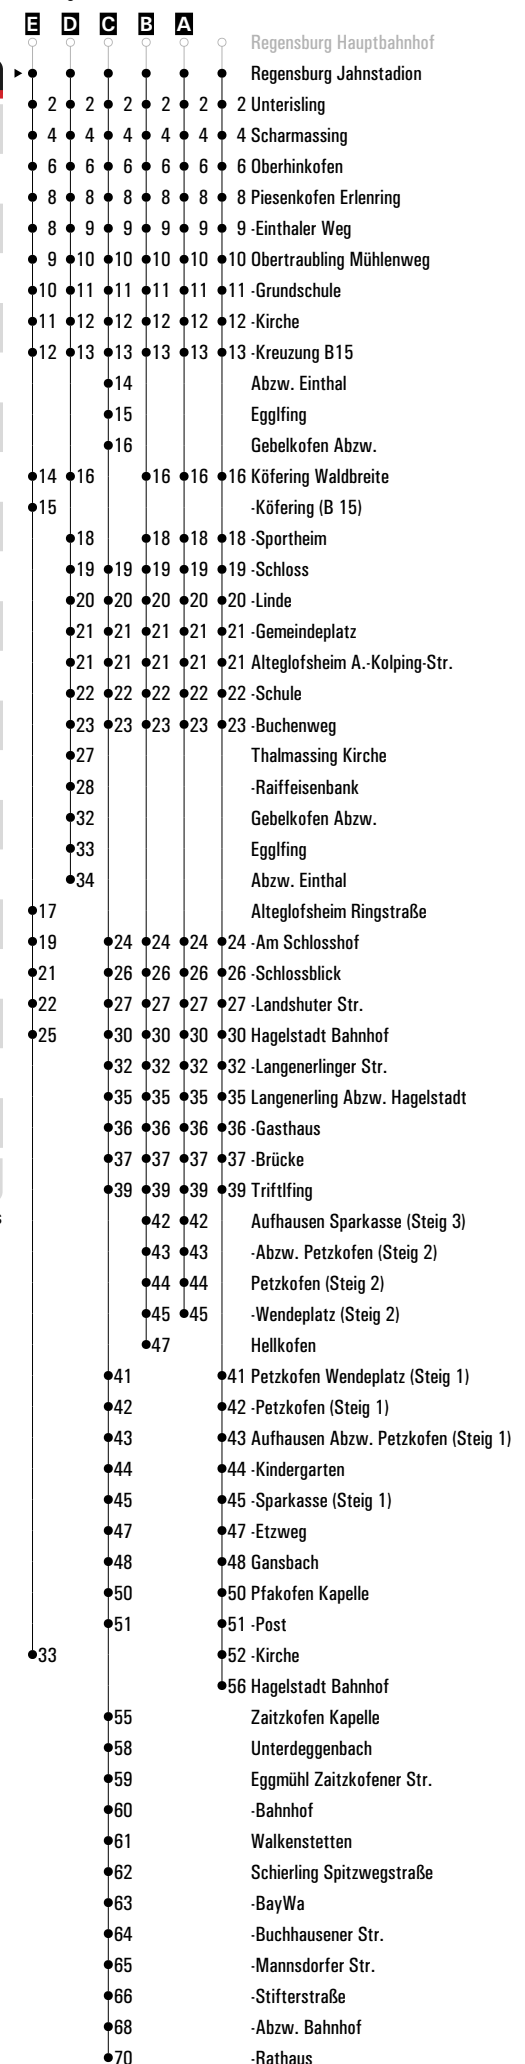 E D C B A
Regensburg Hauptbahnhof
Regensburg Jahnstadion
2 2 2 2 2 2 Unterisling
4 4 4 4 4 4 Scharmassing
6 6 6 6 6 6 Oberhinkofen
8 8 8 8 8 8 Piesenkofen Erlenring
8 9 9 9 9 9 -Einthaler Weg
9 10 10 10 10 10 Obertraubling Mühlenweg
10 11 11 11 11 11 -Grundschule
11 12 12 12 12 12 -Kirche
12 13 13 13 13 13 -Kreuzung B15
14 Abzw. Einthal
15 Egglfing
16 Gebelkofen Abzw.
14 16 16 16 16 Köfering Waldbreite
15 -Köfering (B 15)
18 18 18 18 -Sportheim
19 19 19 19 19 -Schloss
20 20 20 20 20 -Linde
21 21 21 21 21 -Gemeindeplatz
21 21 21 21 21 Alteglofsheim A.-Kolping-Str.
22 22 22 22 22 -Schule
23 23 23 23 23 -Buchenweg
27 Thalmassing Kirche
28 -Raiffeisenbank
32 Gebelkofen Abzw.
33 Egglfing
34 Abzw. Einthal
17 Alteglofsheim Ringstraße
19 24 24 24 24 -Am Schlosshof
21 26 26 26 26 -Schlossblick
22 27 27 27 27 -Landshuter Str.
25 30 30 30 30 Hagelstadt Bahnhof
32 32 32 32 -Langenerlinger Str.
35 35 35 35 Langenerling Abzw. Hagelstadt
36 36 36 36 -Gasthaus
37 37 37 37 -Brücke
39 39 39 39 Triftlfing
42 42 Aufhausen Sparkasse (Steig 3)
43 43 -Abzw. Petzkofen (Steig 2)
44 44 Petzkofen (Steig 2)
45 45 -Wendeplatz (Steig 2)
47 Hellkofen
41 41 Petzkofen Wendeplatz (Steig 1)
42 42 -Petzkofen (Steig 1)
43 43 Aufhausen Abzw. Petzkofen (Steig 1)
44 44 -Kindergarten
45 45 -Sparkasse (Steig 1)
47 47 -Etzweg
48 48 Gansbach
50 50 Pfakofen Kapelle
51 51 -Post
33 52 -Kirche
56 Hagelstadt Bahnhof
55 Zaitzkofen Kapelle
58 Unterdeggenbach
59 Eggmühl Zaitzkofener Str.
60 -Bahnhof
61 Walkenstetten
62 Schierling Spitzwegstraße
63 -BayWa
64 -Buchhausener Str.
65 -Mannsdorfer Str.
66 -Stifterstraße
68 -Abzw. Bahnhof
70 -Rathaus